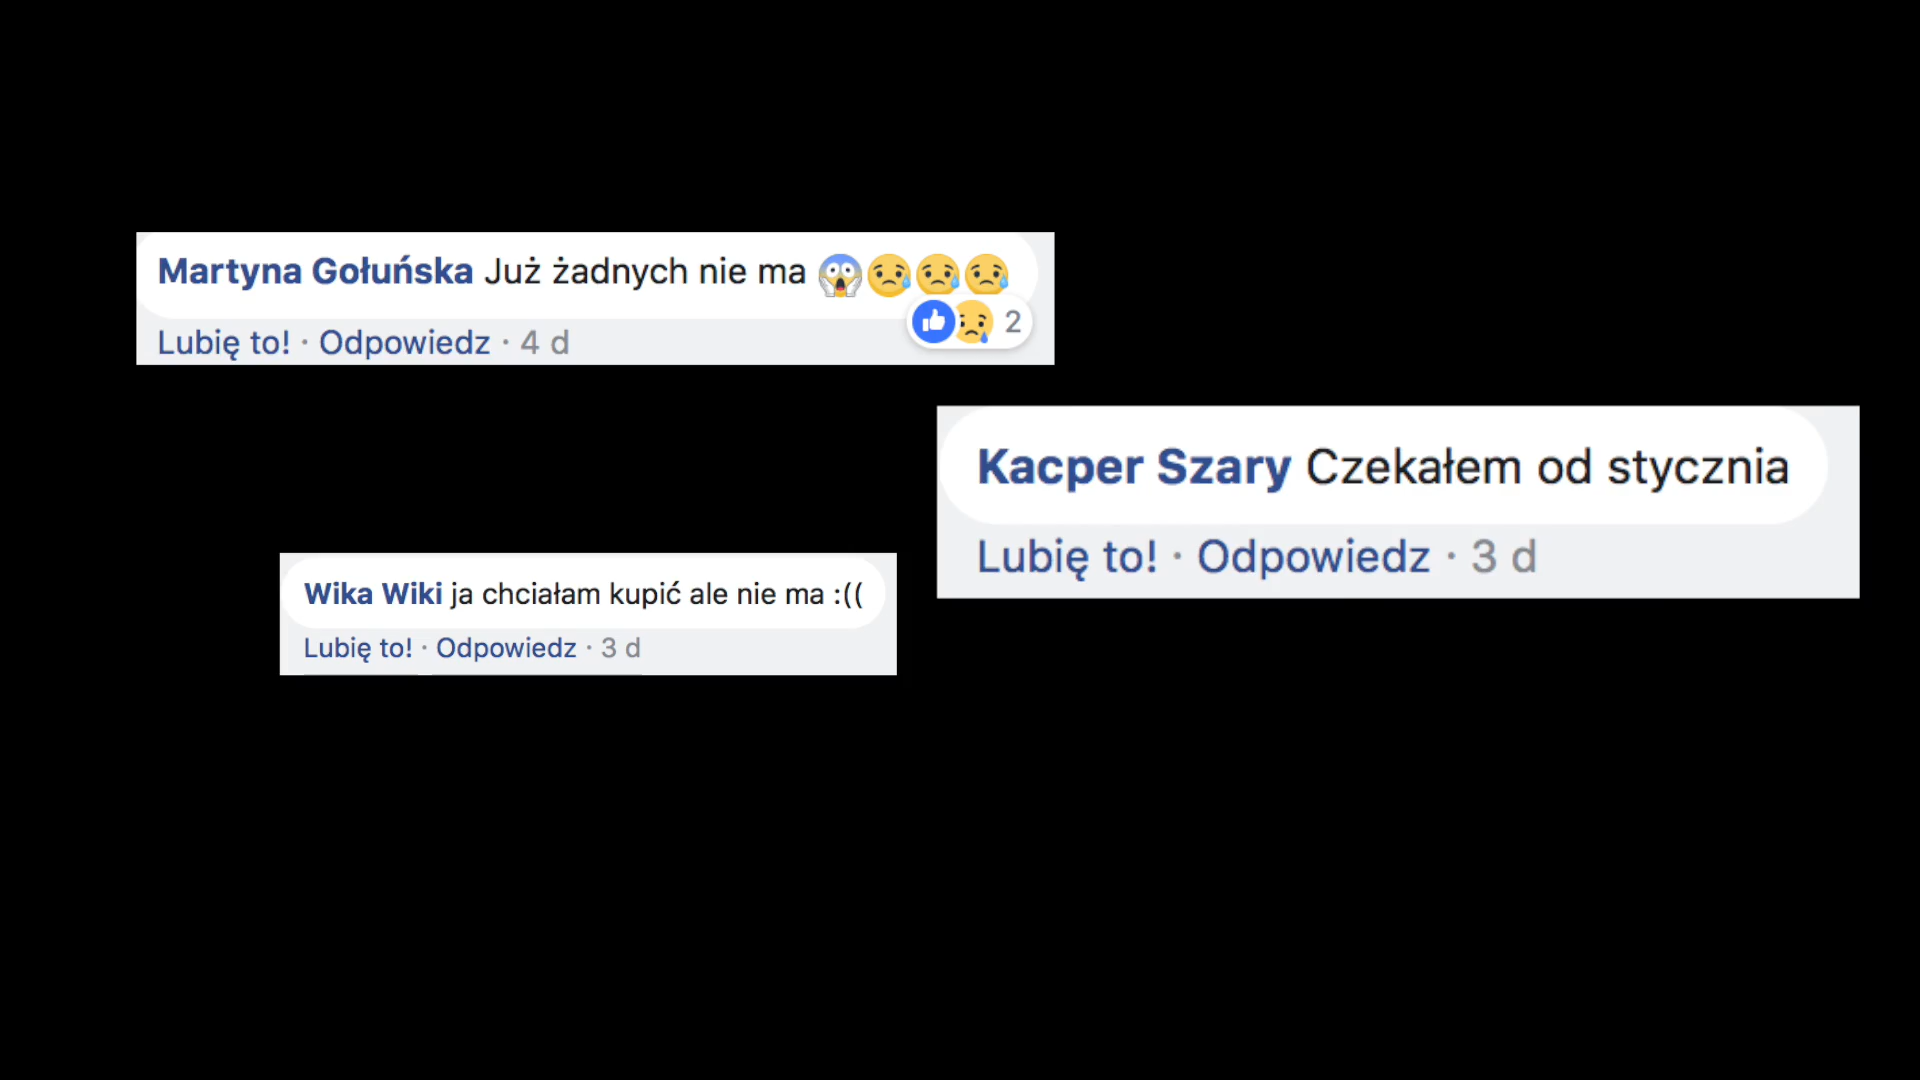 Martyna Gołuńska Już żadnych nie ma 😱😢😢😢
Lubię to! · Odpowiedz · 4 d
2
Kacper Szary Czekałem od stycznia
Lubię to! · Odpowiedz · 3 d
Wika Wiki ja chciałam kupić ale nie ma :((
Lubię to! · Odpowiedz · 3 d